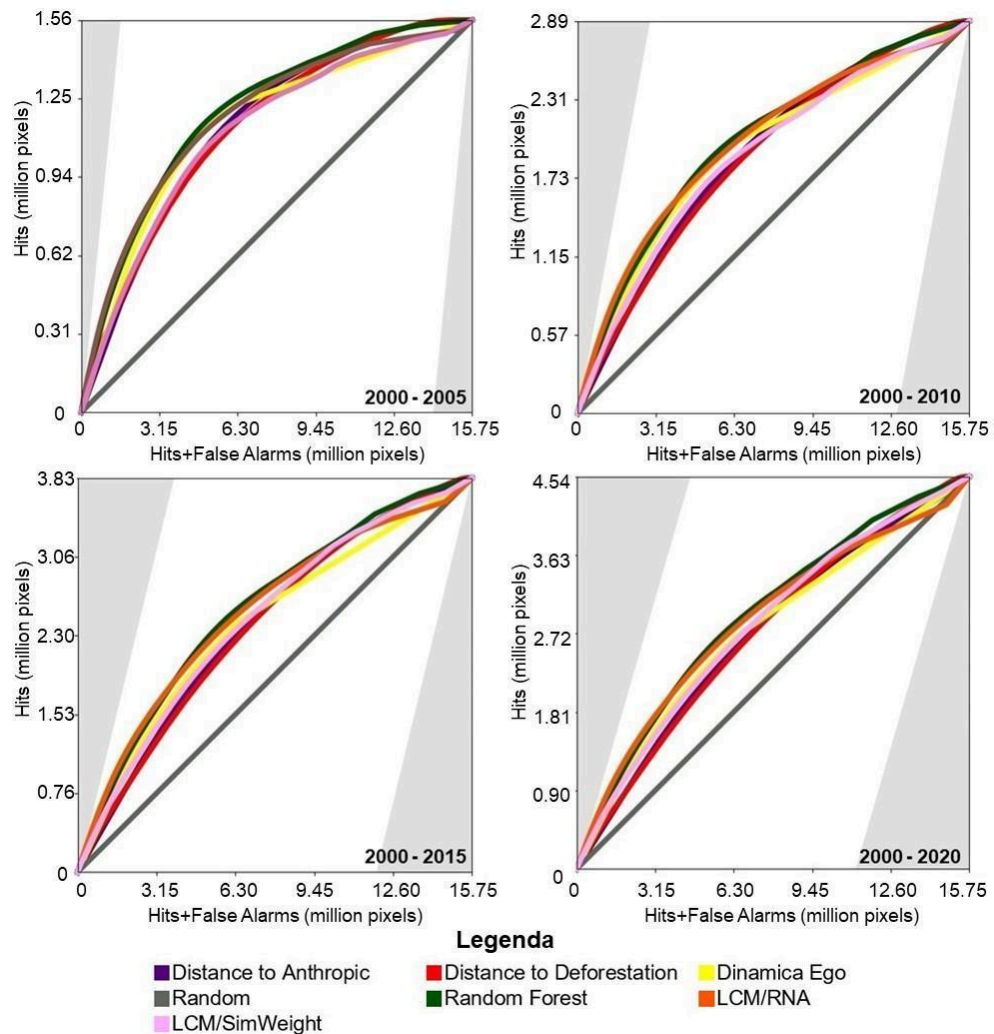 1.56
1.25
0.94
0.62
0.31
0
Hits (million pixels)
2000 - 2005
0 3.15 6.30 9.45 12.60 15.75
Hits+False Alarms (million pixels)
2.89
2.31
1.73
1.15
0.57
0
Hits (million pixels)
2000 - 2010
0 3.15 6.30 9.45 12.60 15.75
Hits+False Alarms (million pixels)
3.83
3.06
2.30
1.53
0.76
0
Hits (million pixels)
2000 - 2015
0 3.15 6.30 9.45 12.60 15.75
Hits+False Alarms (million pixels)
4.54
3.63
2.72
1.81
0.90
0
Hits (million pixels)
2000 - 2020
0 3.15 6.30 9.45 12.60 15.75
Hits+False Alarms (million pixels)
Legenda
Distance to Anthropic Distance to Deforestation Dinamica Ego
Random Random Forest LCM/RNA
LCM/SimWeight